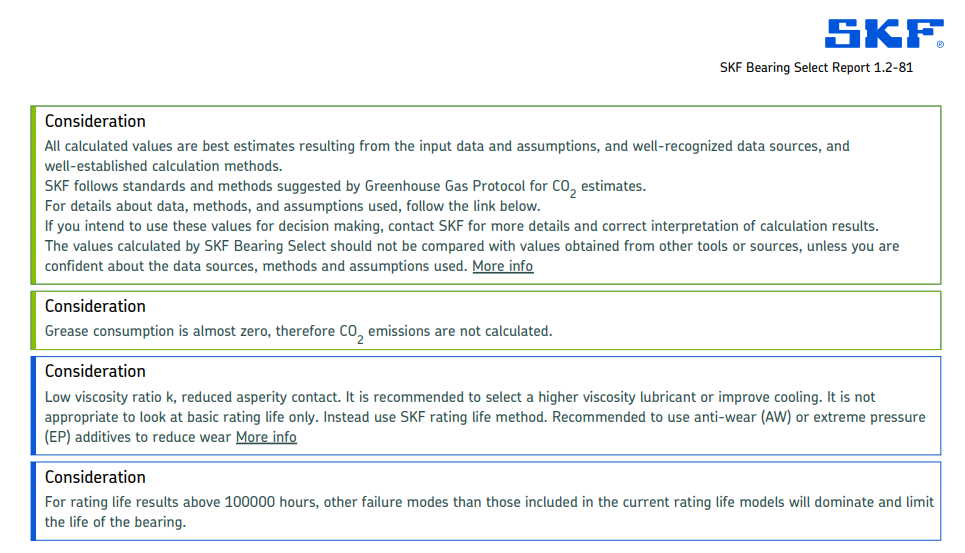 SKF®
SKF Bearing Select Report 1.2-81
Consideration
All calculated values are best estimates resulting from the input data and assumptions, and well-recognized data sources, and
well-established calculation methods.
SKF follows standards and methods suggested by Greenhouse Gas Protocol for CO2 estimates.
For details about data, methods, and assumptions used, follow the link below.
If you intend to use these values for decision making, contact SKF for more details and correct interpretation of calculation results.
The values calculated by SKF Bearing Select should not be compared with values obtained from other tools or sources, unless you are
confident about the data sources, methods and assumptions used. More info
Consideration
Grease consumption is almost zero, therefore CO2 emissions are not calculated.
Consideration
Low viscosity ratio k, reduced asperity contact. It is recommended to select a higher viscosity lubricant or improve cooling. It is not
appropriate to look at basic rating life only. Instead use SKF rating life method. Recommended to use anti-wear (AW) or extreme pressure
(EP) additives to reduce wear More info
Consideration
For rating life results above 100000 hours, other failure modes than those included in the current rating life models will dominate and limit
the life of the bearing.